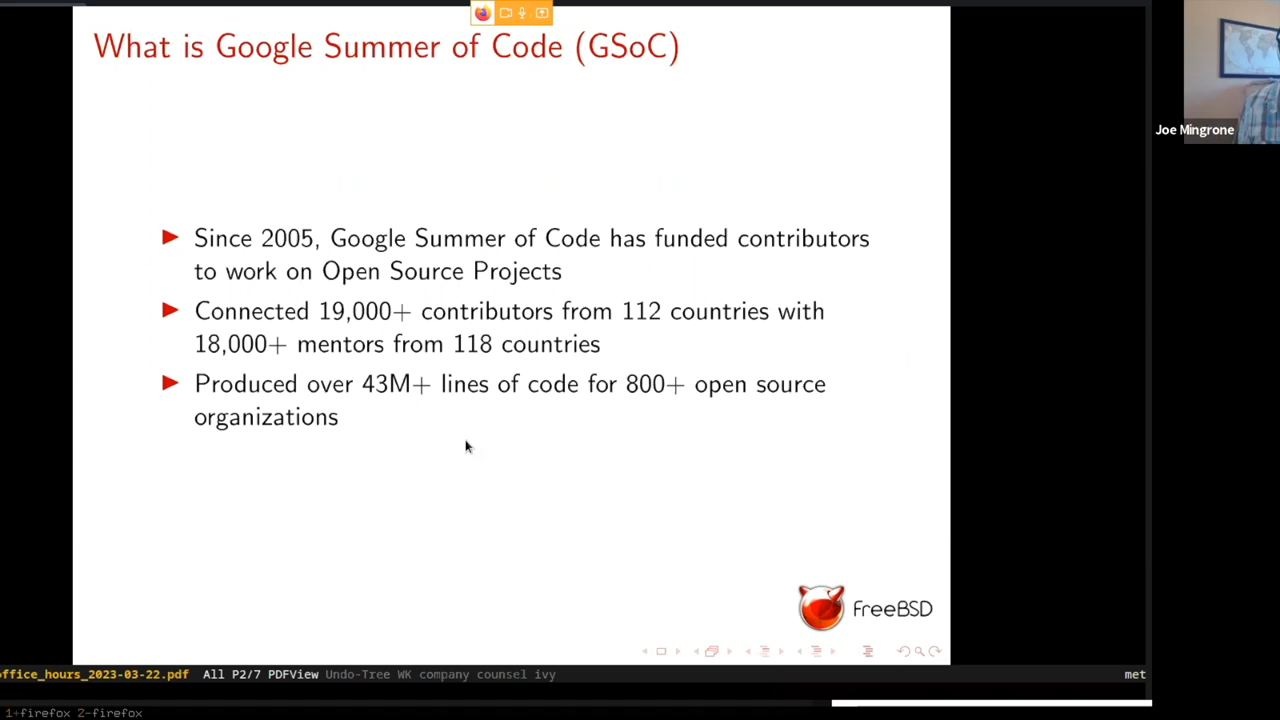 What is Google Summer of Code (GSoC)
Since 2005, Google Summer of Code has funded contributors
to work on Open Source Projects
Connected 19,000+ contributors from 112 countries with
18,000+ mentors from 118 countries
Produced over 43M+ lines of code for 800+ open source
organizations
FreeBSD
Joe Mingrone
ffice_hours_2023-03-22.pdf All P2/7 PDFView Undo-Tree WK company counsel ivy met
1+firefox 2-firefox